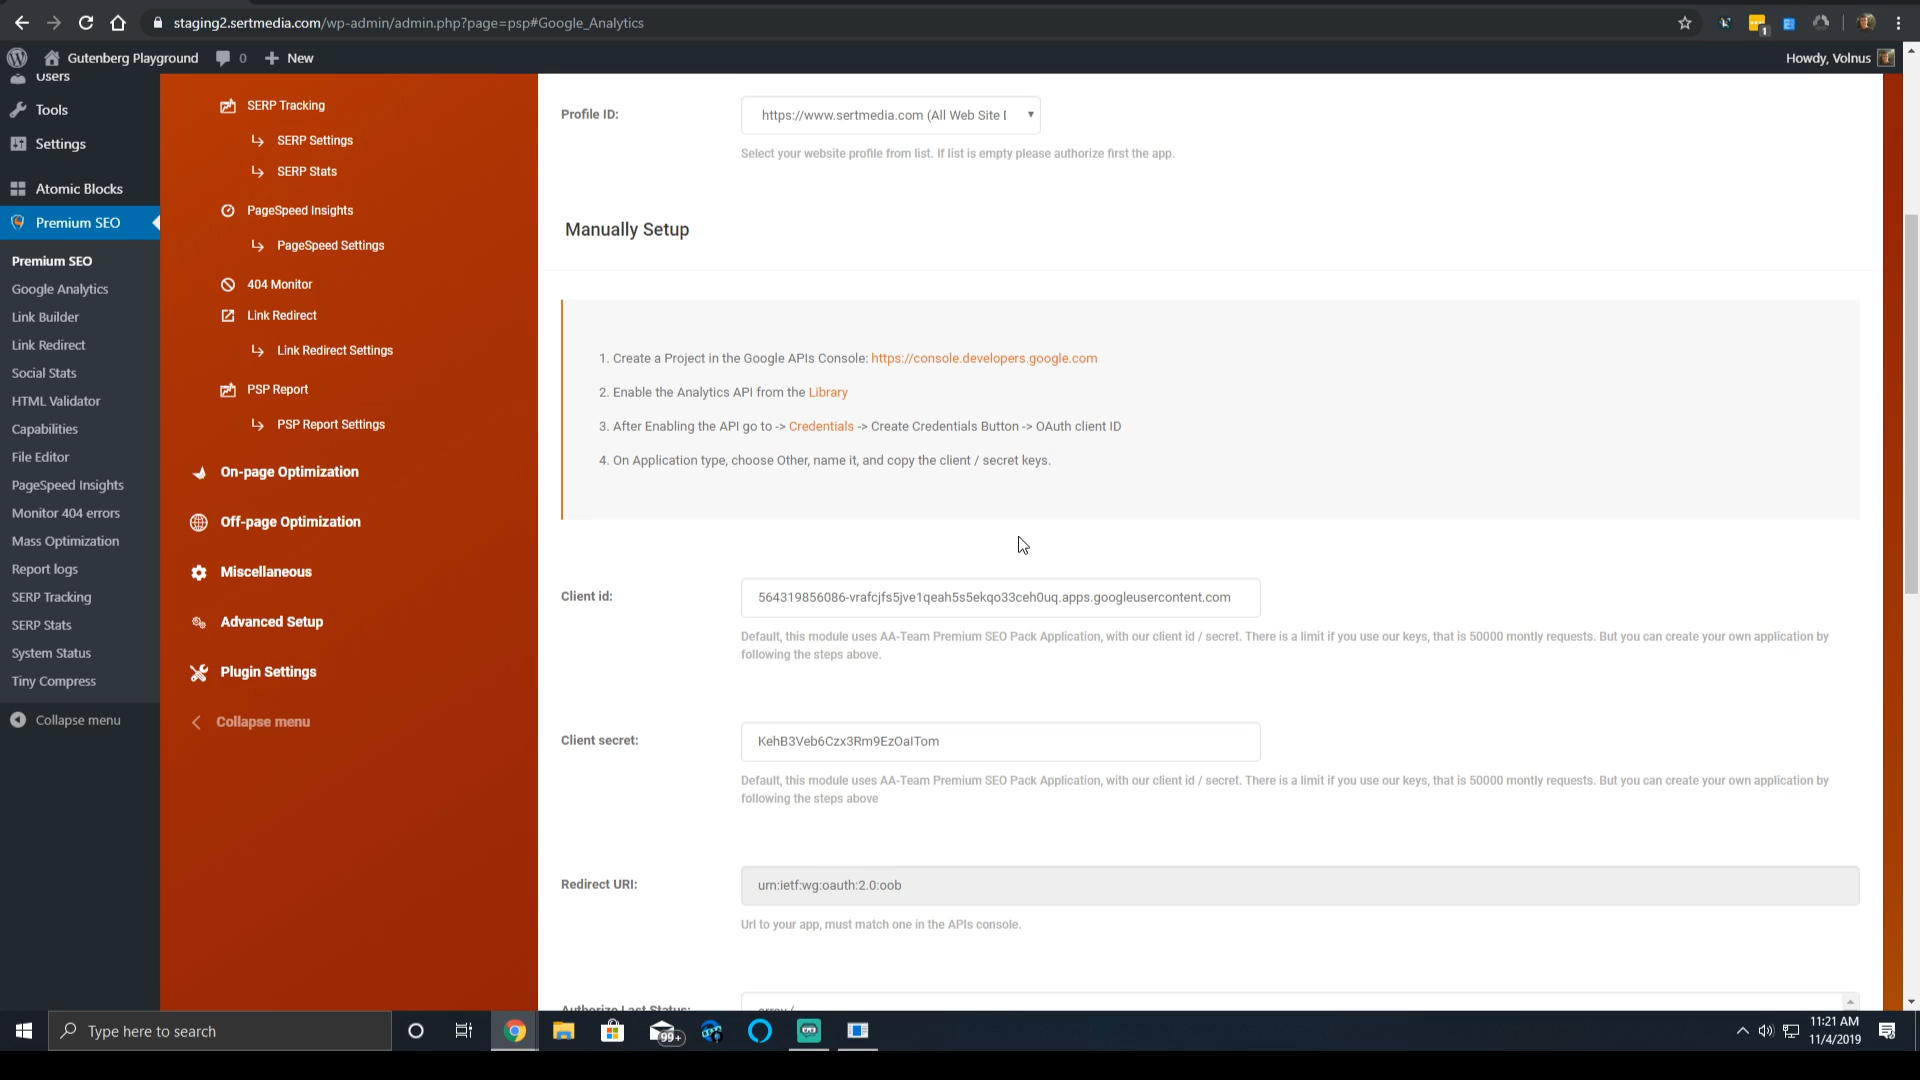 staging2.sertmedia.com/wp-admin/admin.php?page=psp#Google_Analytics
1
Gutenberg Playground
0
New
Howdy, Volnus
Users
Tools
Settings
Atomic Blocks
Premium SEO
Premium SEO
Google Analytics
Link Builder
Link Redirect
Social Stats
HTML Validator
Capabilities
File Editor
PageSpeed Insights
Monitor 404 errors
Mass Optimization
Report logs
SERP Tracking
SERP Stats
System Status
Tiny Compress
Collapse menu
SERP Tracking
SERP Settings
SERP Stats
PageSpeed Insights
PageSpeed Settings
404 Monitor
Link Redirect
Link Redirect Settings
PSP Report
PSP Report Settings
On-page Optimization
Off-page Optimization
Miscellaneous
Advanced Setup
Plugin Settings
Collapse menu
Profile ID:
https://www.sertmedia.com (All Web Site
Select your website profile from list. If list is empty please authorize first the app.
Manually Setup
1. Create a Project in the Google APIs Console: https://console.developers.google.com
2. Enable the Analytics API from the Library
3. After Enabling the API go to -> Credentials -> Create Credentials Button -> OAuth client ID
4. On Application type, choose Other, name it, and copy the client / secret keys.
Client id:
564319856086-vrafcjfs5jve1qeah5s5ekqo33ceh0uq.apps.googleusercontent.com
Default, this module uses AA-Team Premium SEO Pack Application, with our client id / secret. There is a limit if you use our keys, that is 50000 montly requests. But you can create your own application by
following the steps above.
Client secret:
KehB3Veb6Czx3Rm9EzOaITom
Default, this module uses AA-Team Premium SEO Pack Application, with our client id / secret. There is a limit if you use our keys, that is 50000 montly requests. But you can create your own application by
following the steps above
Redirect URI:
urn:ietf:wg:oauth:2.0:oob
Url to your app, must match one in the APIs console.
Authorize Last Status:
array (
Type here to search
99+
11:21 AM
11/4/2019